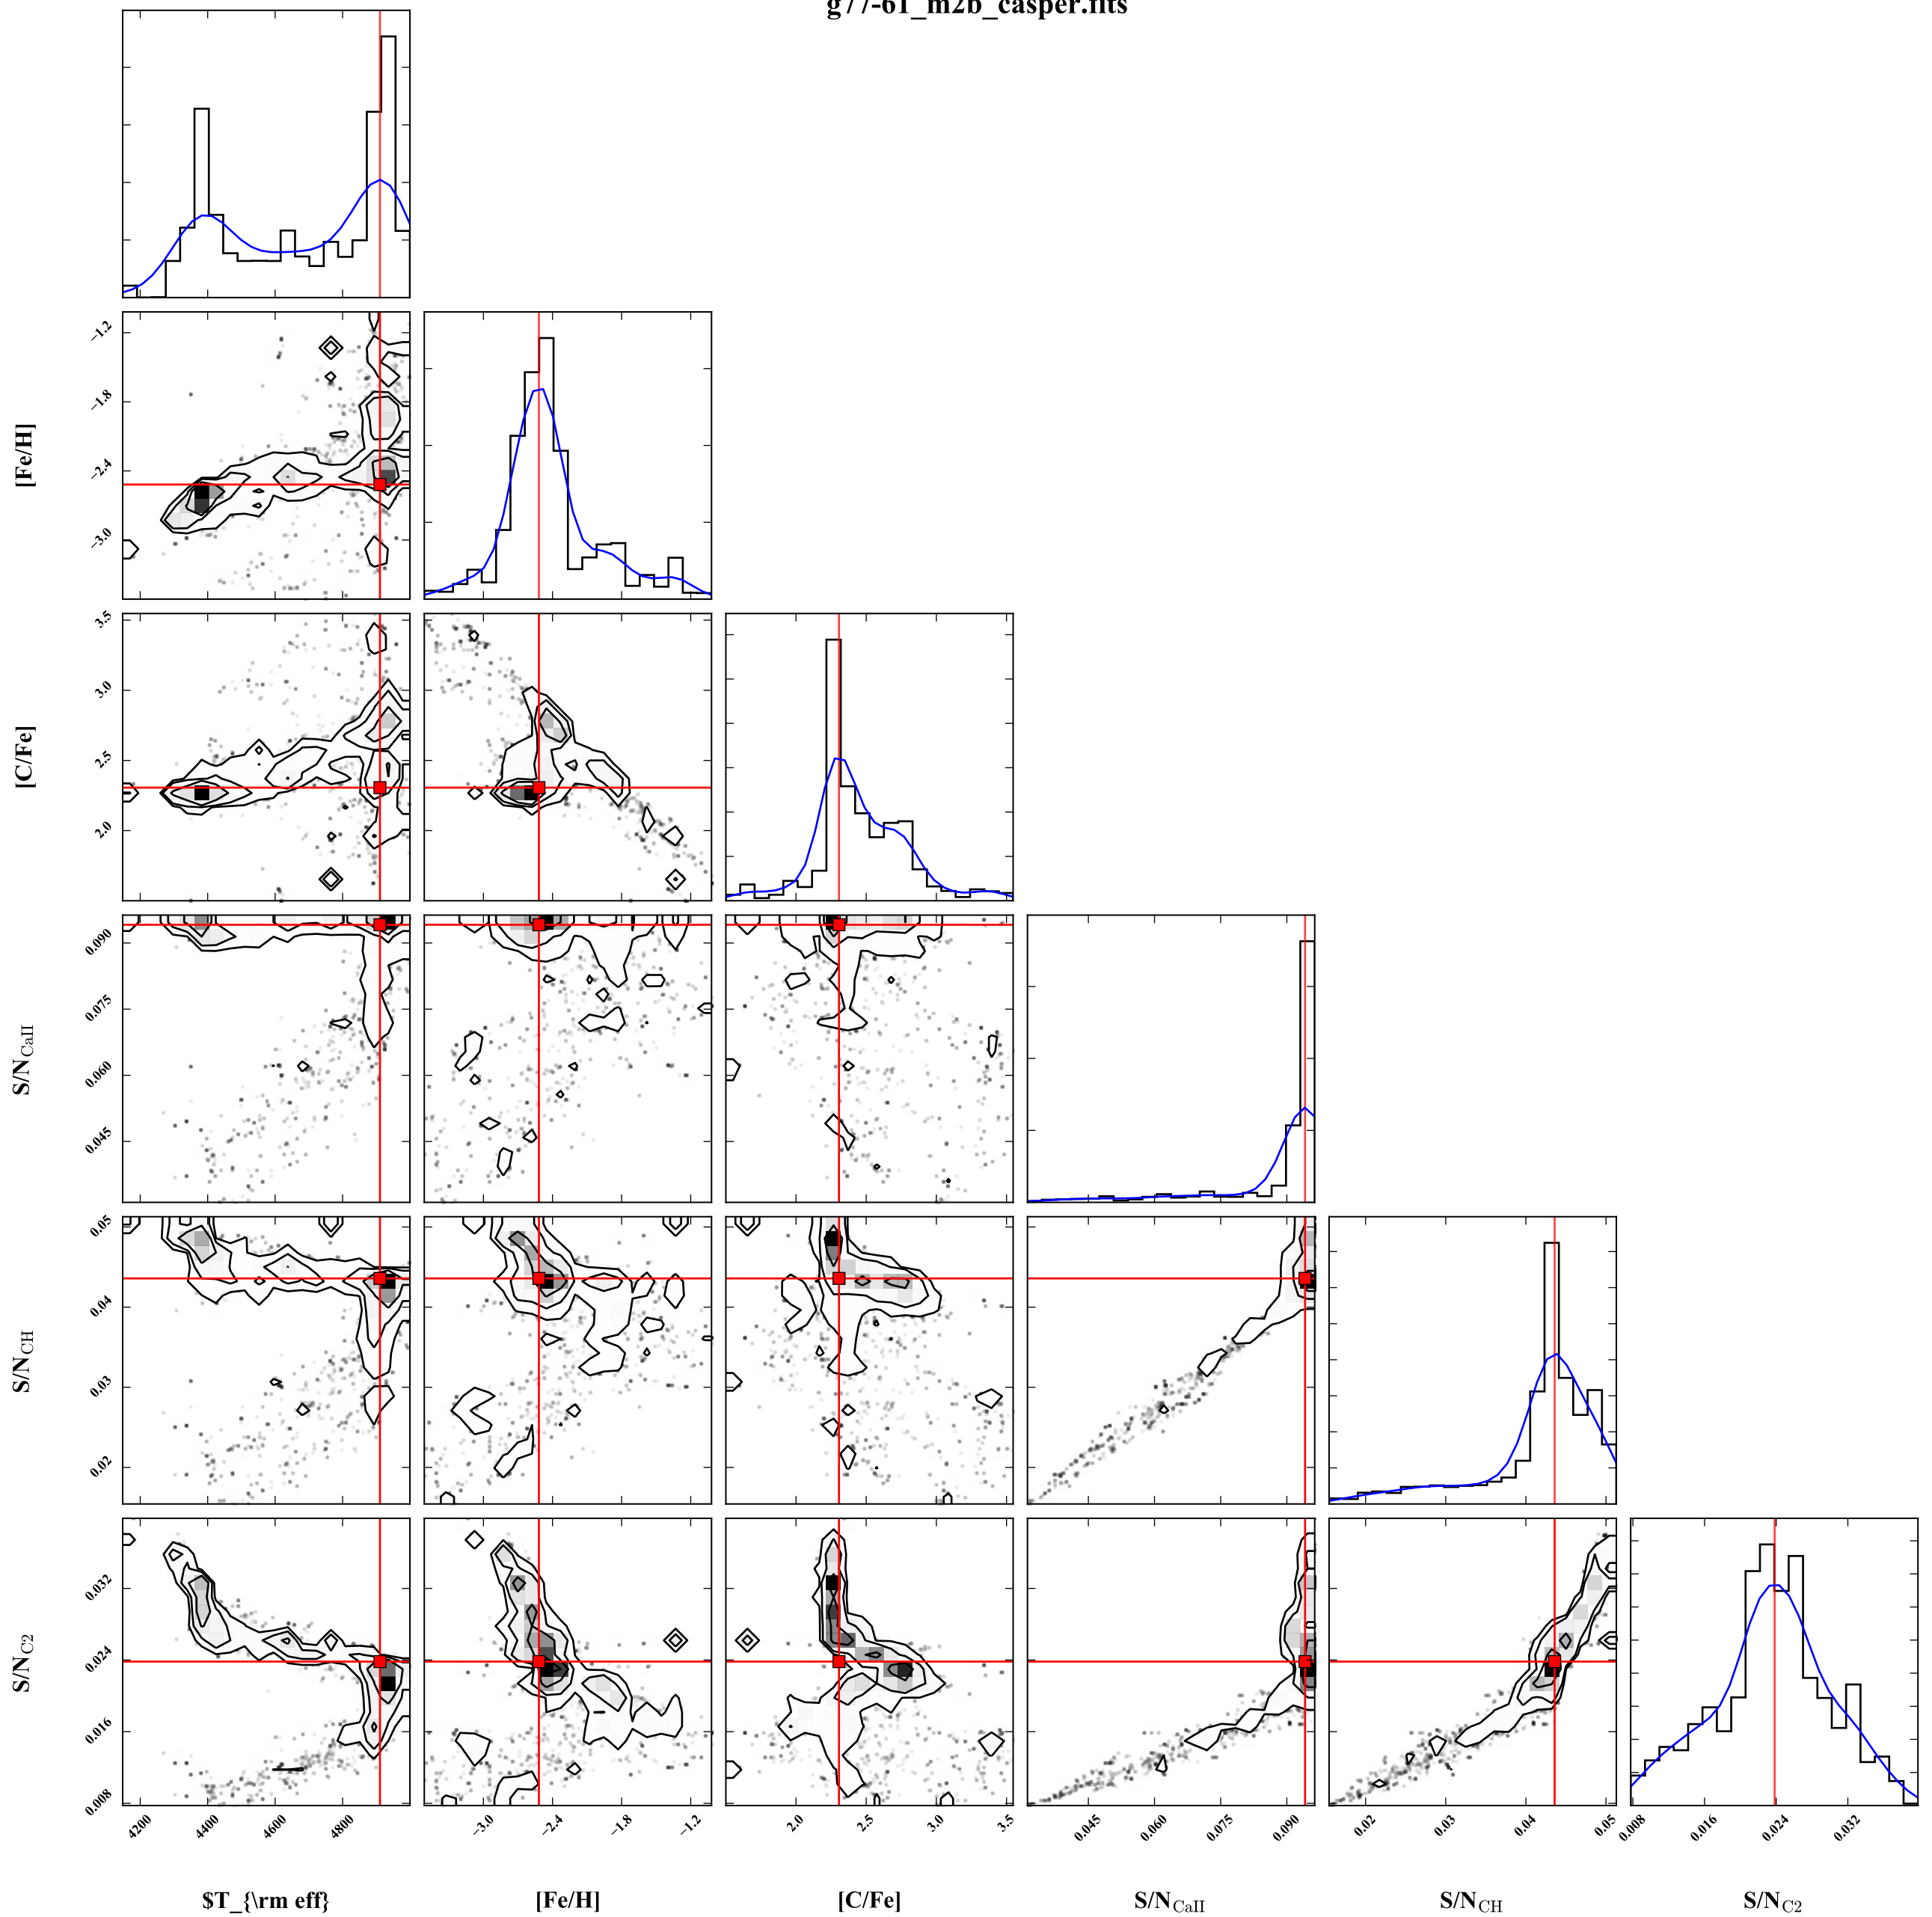 g77-61_m2b_casper.fits
−1.2
−1.8
−2.4
−3.0
[Fe/H]
3.5
3.0
2.5
2.0
[C/Fe]
0.090
0.075
0.060
0.045
S/N_CaII
0.05
0.04
0.03
0.02
S/N_CH
0.032
0.024
0.016
0.008
S/N_C2
4200 4400 4600 4800 −3.0 −2.4 −1.8 −1.2 2.0 2.5 3.0 3.5 0.045 0.060 0.075 0.090 0.02 0.03 0.04 0.05 0.008 0.016 0.024 0.032
$T_{\rm eff} [Fe/H] [C/Fe] S/N_CaII S/N_CH S/N_C2